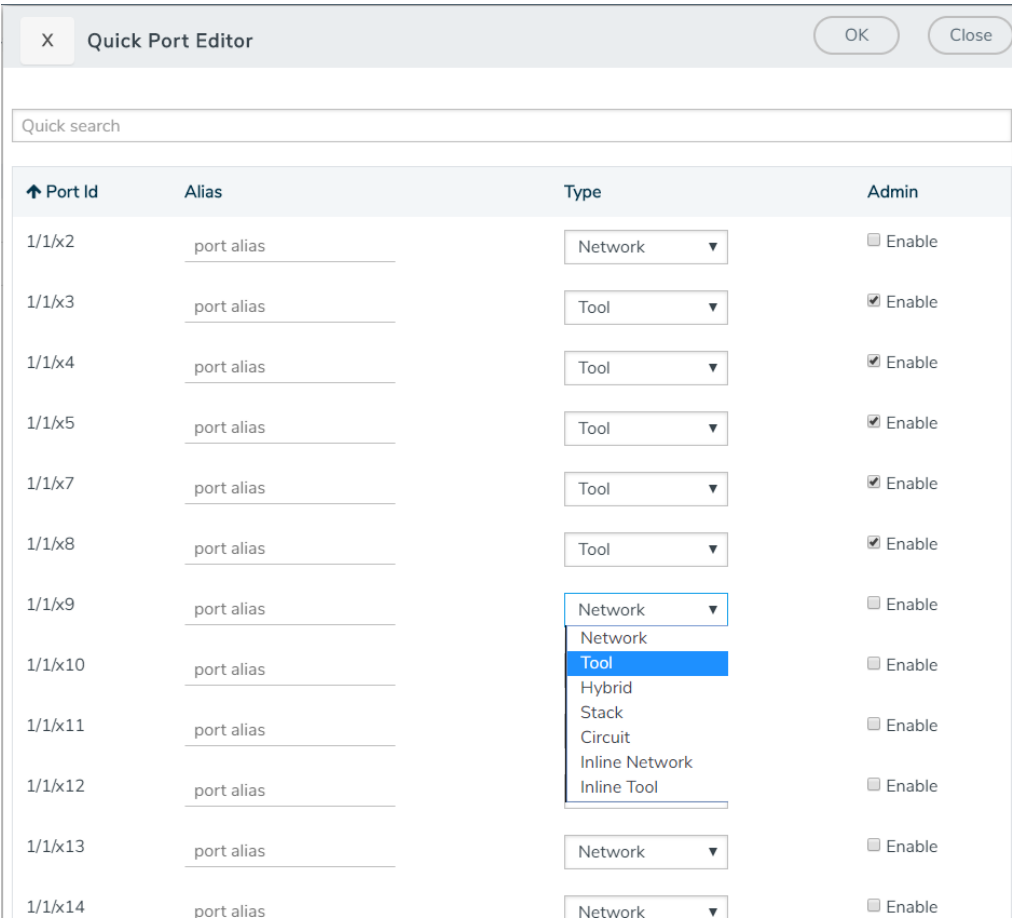 X Quick Port Editor OK Close
Quick search
Port Id Alias Type Admin
1/1/x2 port alias Network Enable
1/1/x3 port alias Tool Enable
1/1/x4 port alias Tool Enable
1/1/x5 port alias Tool Enable
1/1/x7 port alias Tool Enable
1/1/x8 port alias Tool Enable
1/1/x9 port alias Network Enable
Network
1/1/x10 port alias Tool Enable
Hybrid
Stack
1/1/x11 port alias Circuit Enable
Inline Network
1/1/x12 port alias Inline Tool Enable
1/1/x13 port alias Network Enable
1/1/x14 port alias Network Enable